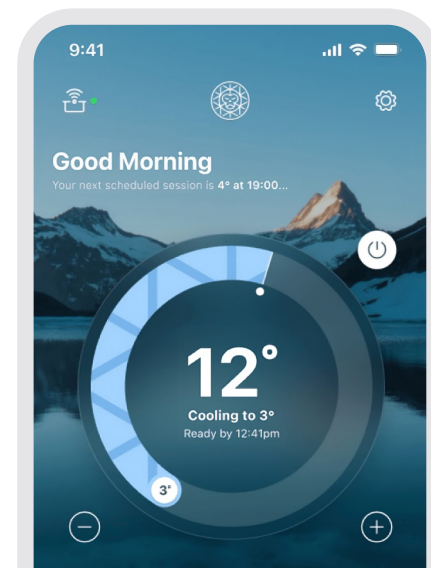 9:41
Good Morning
Your next scheduled session is 4° at 19:00...
12°
Cooling to 3°
Ready by 12:41pm
3°